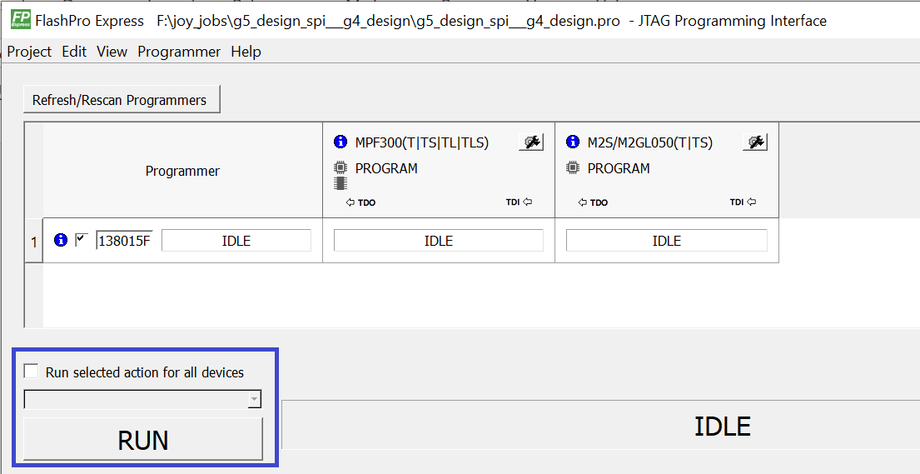 FP Express FlashPro Express F:\joy_jobs\g5_design_spi___g4_design\g5_design_spi___g4_design.pro - JTAG Programming Interface
Project Edit View Programmer Help
Refresh/Rescan Programmers
Programmer
MPF300(T|TS|TL|TLS)
PROGRAM
TDO TDI
M2S/M2GL050(T|TS)
PROGRAM
TDO TDI
1 138015F IDLE IDLE IDLE
Run selected action for all devices
RUN
IDLE